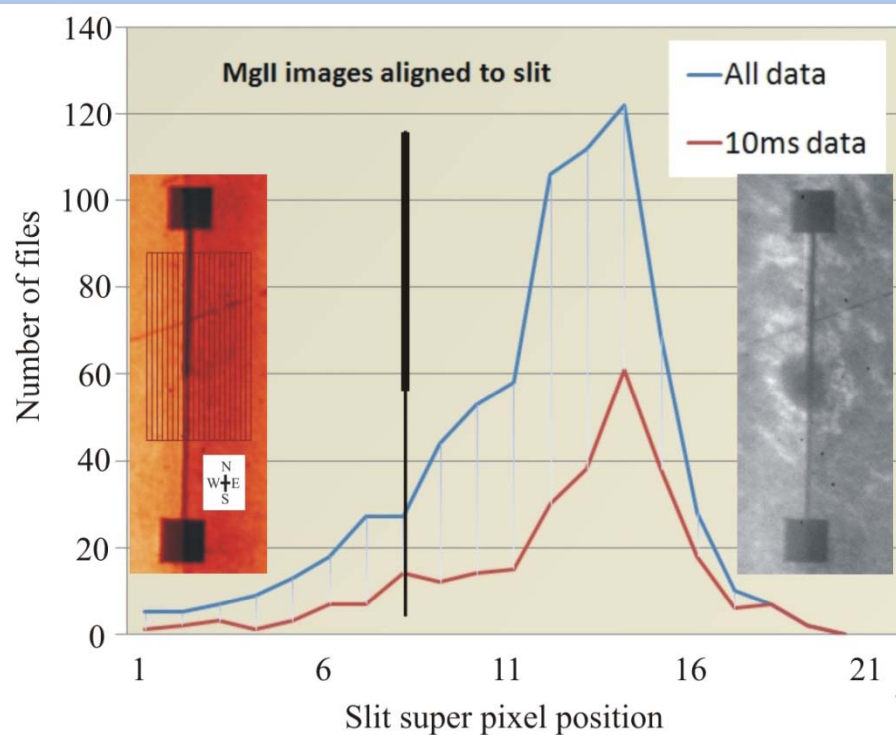 140
120
100
80
60
40
20
0
Number of files
MgII images aligned to slit
All data
10ms data
N
W E
S
1 6 11 16 21
Slit super pixel position